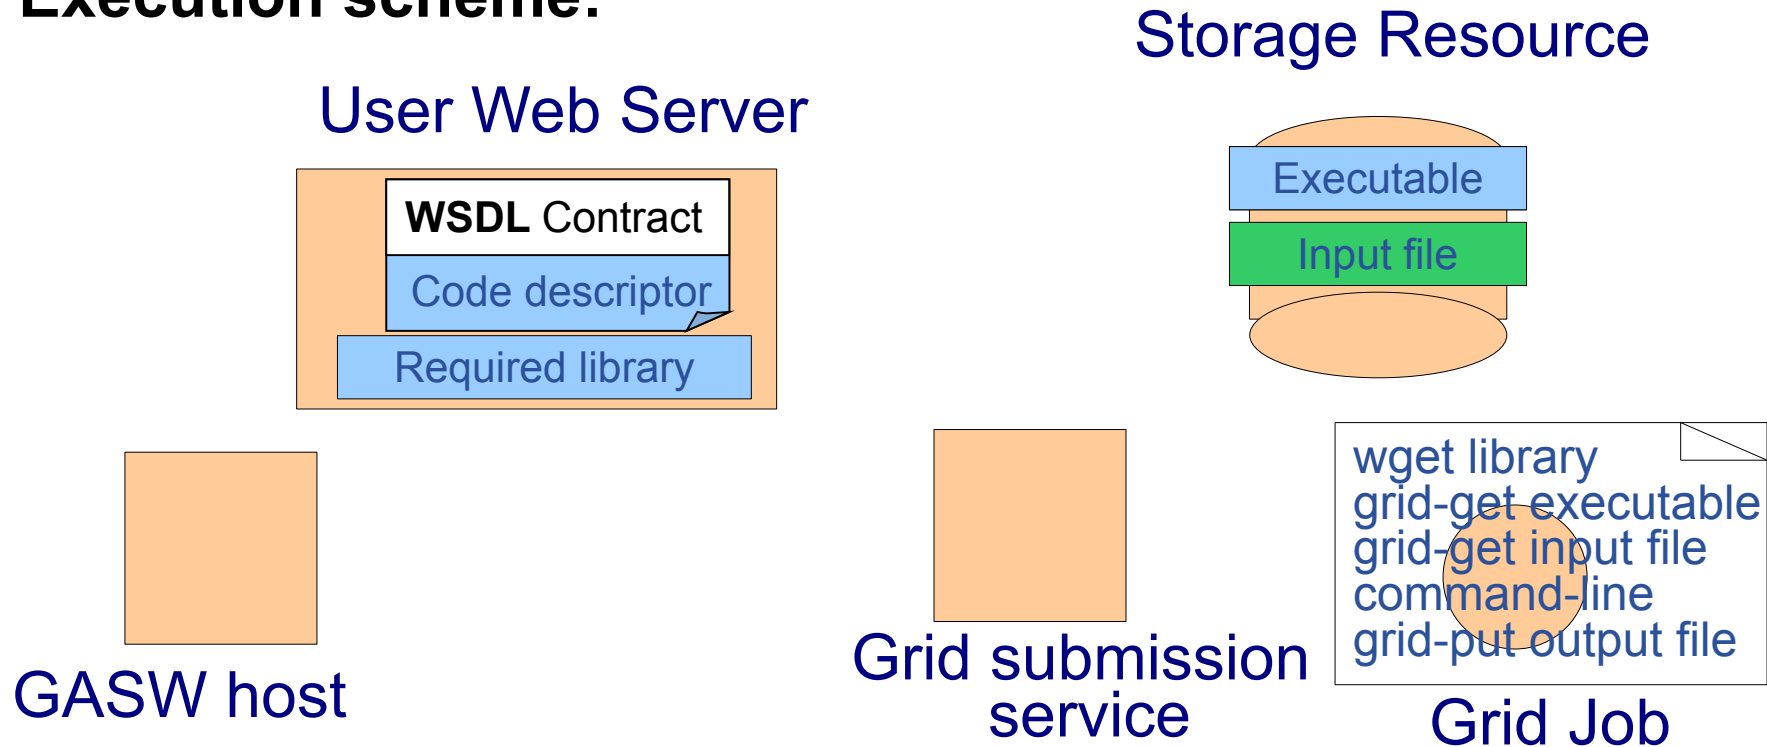 Execution scheme:
Storage Resource
User Web Server
WSDL Contract
Code descriptor
Required library
Executable
Input file
wget library
grid-get executable
grid-get input file
command-line
grid-put output file
GASW host
Grid submission
service
Grid Job